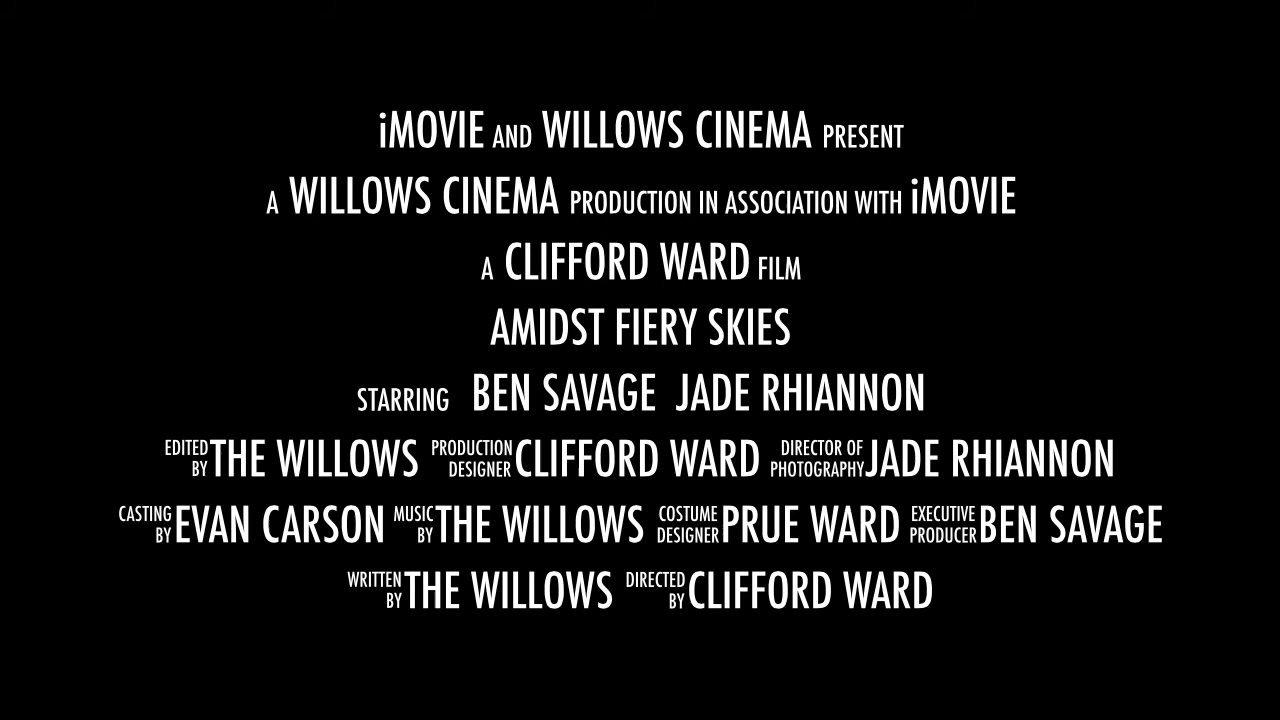 iMOVIE AND WILLOWS CINEMA PRESENT
A WILLOWS CINEMA PRODUCTION IN ASSOCIATION WITH iMOVIE
A CLIFFORD WARD FILM
AMIDST FIERY SKIES
STARRING BEN SAVAGE JADE RHIANNON
EDITED BY THE WILLOWS PRODUCTION DESIGNER CLIFFORD WARD DIRECTOR OF PHOTOGRAPHY JADE RHIANNON
CASTING BY EVAN CARSON MUSIC BY THE WILLOWS COSTUME DESIGNER PRUE WARD EXECUTIVE PRODUCER BEN SAVAGE
WRITTEN BY THE WILLOWS DIRECTED BY CLIFFORD WARD